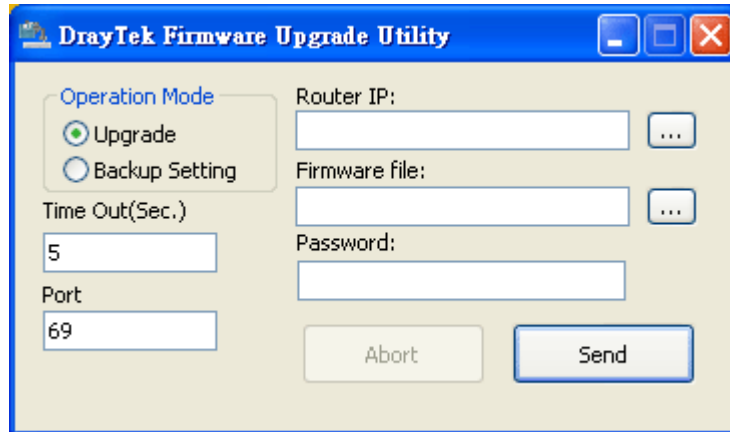 DrayTek Firmware Upgrade Utility
Operation Mode
Upgrade
Backup Setting
Time Out(Sec.)
5
Port
69
Router IP:
...
Firmware file:
...
Password:
Abort
Send